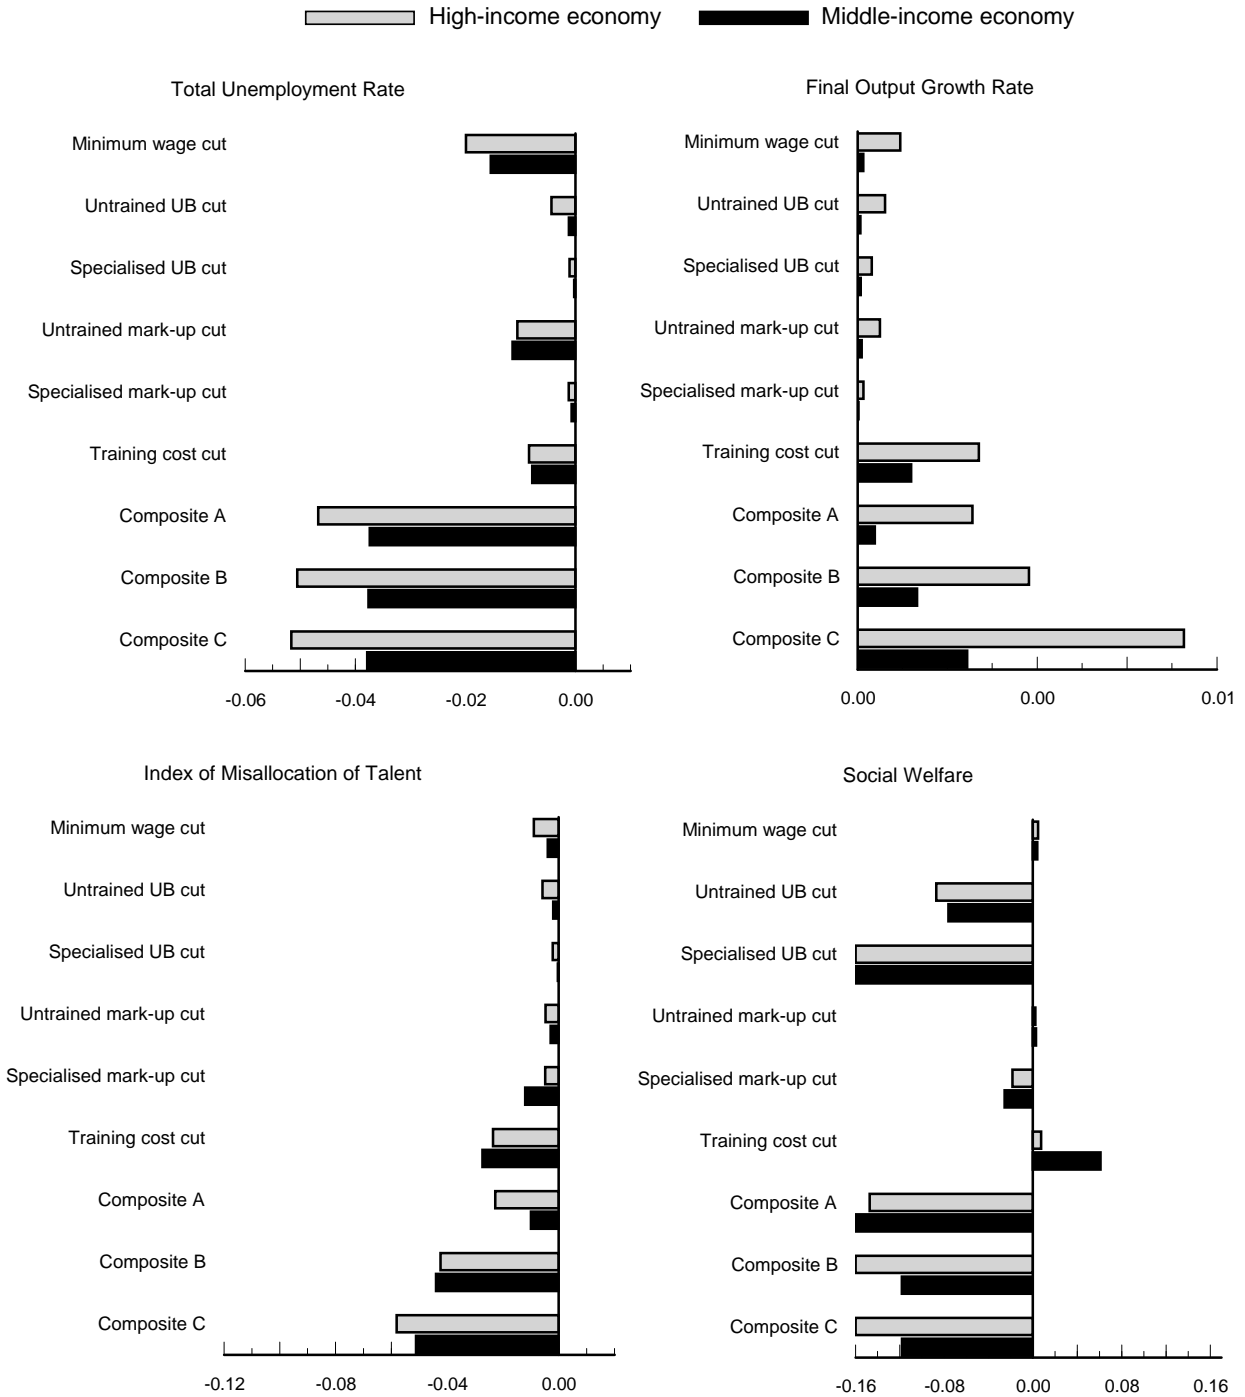 High-income economy
Middle-income economy
Total Unemployment Rate
Minimum wage cut
Untrained UB cut
Specialised UB cut
Untrained mark-up cut
Specialised mark-up cut
Training cost cut
Composite A
Composite B
Composite C
-0.06 -0.04 -0.02 0.00
Final Output Growth Rate
Minimum wage cut
Untrained UB cut
Specialised UB cut
Untrained mark-up cut
Specialised mark-up cut
Training cost cut
Composite A
Composite B
Composite C
0.00 0.00 0.01
Index of Misallocation of Talent
Minimum wage cut
Untrained UB cut
Specialised UB cut
Untrained mark-up cut
Specialised mark-up cut
Training cost cut
Composite A
Composite B
Composite C
-0.12 -0.08 -0.04 0.00
Social Welfare
Minimum wage cut
Untrained UB cut
Specialised UB cut
Untrained mark-up cut
Specialised mark-up cut
Training cost cut
Composite A
Composite B
Composite C
-0.16 -0.08 0.00 0.08 0.16